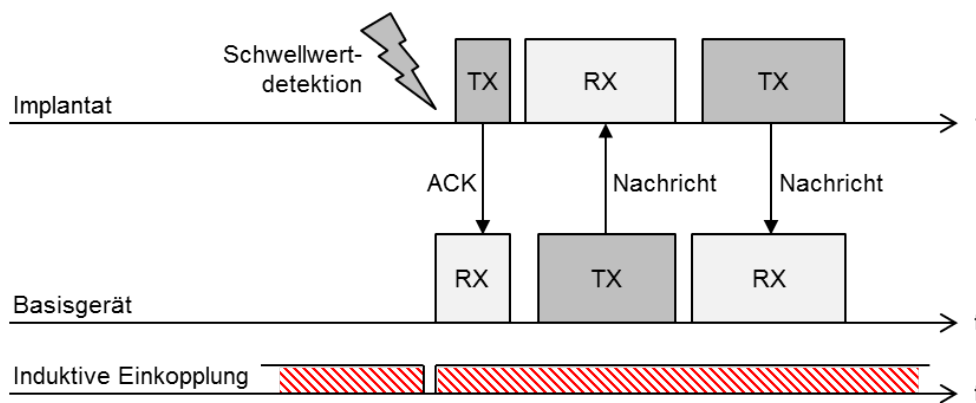 Schwellwert-
detektion
TX
RX
TX
Implantat
ACK
Nachricht
Nachricht
RX
TX
RX
Basisgerät
Induktive Einkopplung